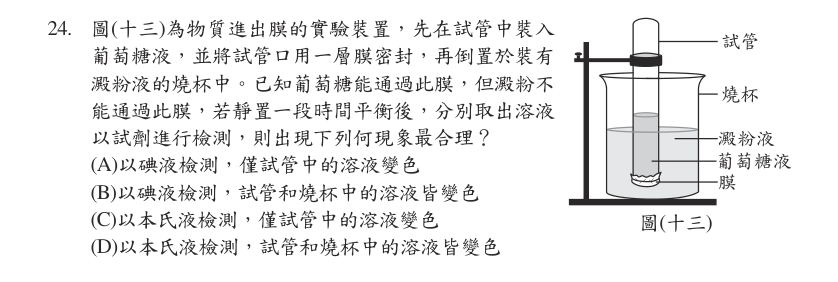 24. 圖(十三)為物質進出膜的實驗裝置，先在試管中裝入
葡萄糖液，並將試管口用一層膜密封，再倒置於裝有
澱粉液的燒杯中。已知葡萄糖能通過此膜，但澱粉不
能通過此膜，若靜置一段時間平衡後，分別取出溶液
以試劑進行檢測，則出現下列何現象最合理？
(A)以碘液檢測，僅試管中的溶液變色
(B)以碘液檢測，試管和燒杯中的溶液皆變色
(C)以本氏液檢測，僅試管中的溶液變色
(D)以本氏液檢測，試管和燒杯中的溶液皆變色
試管
燒杯
澱粉液
葡萄糖液
膜
圖(十三)